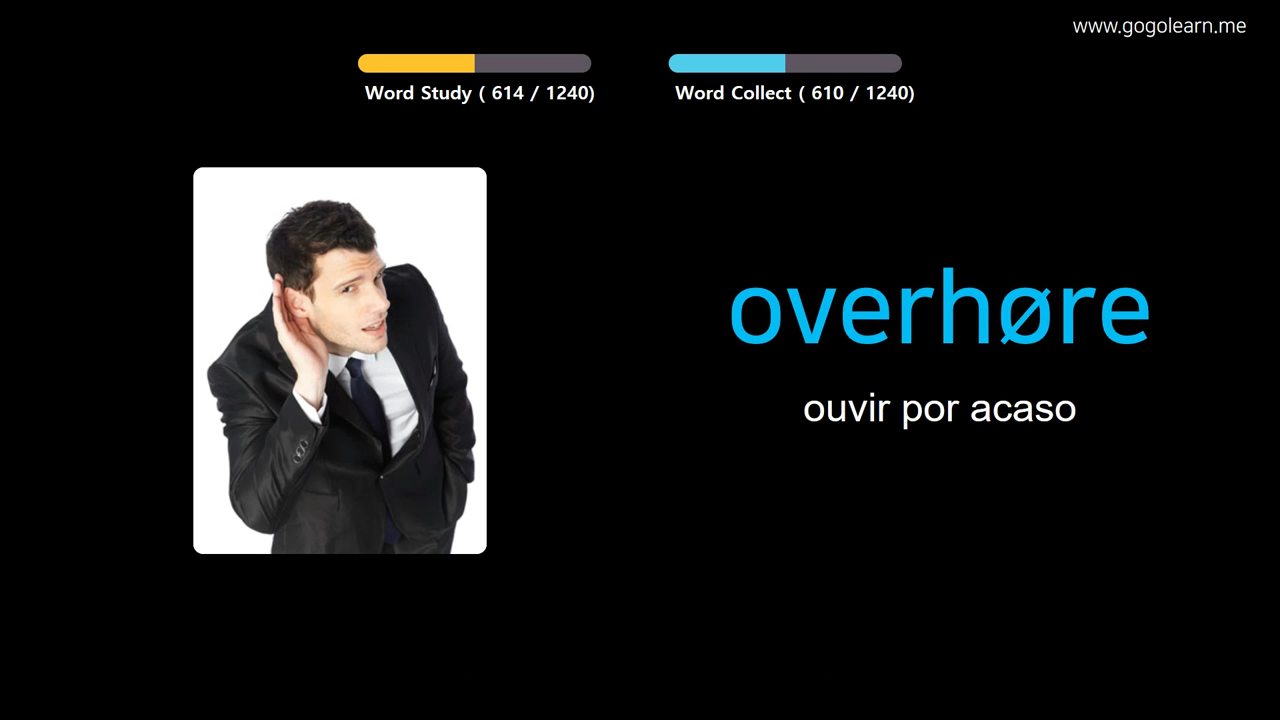 www.gogolearn.me
Word Study ( 614 / 1240)
Word Collect ( 610 / 1240)
overhøre
ouvir por acaso